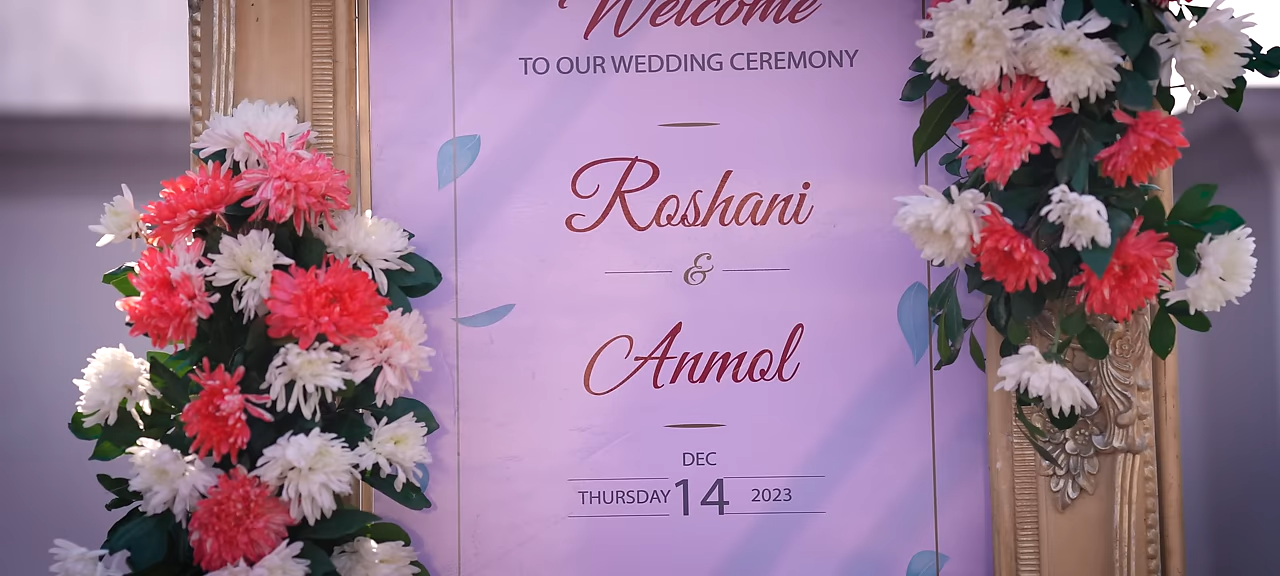 Welcome
TO OUR WEDDING CEREMONY
Roshani
&
Anmol
DEC
THURSDAY 14 2023